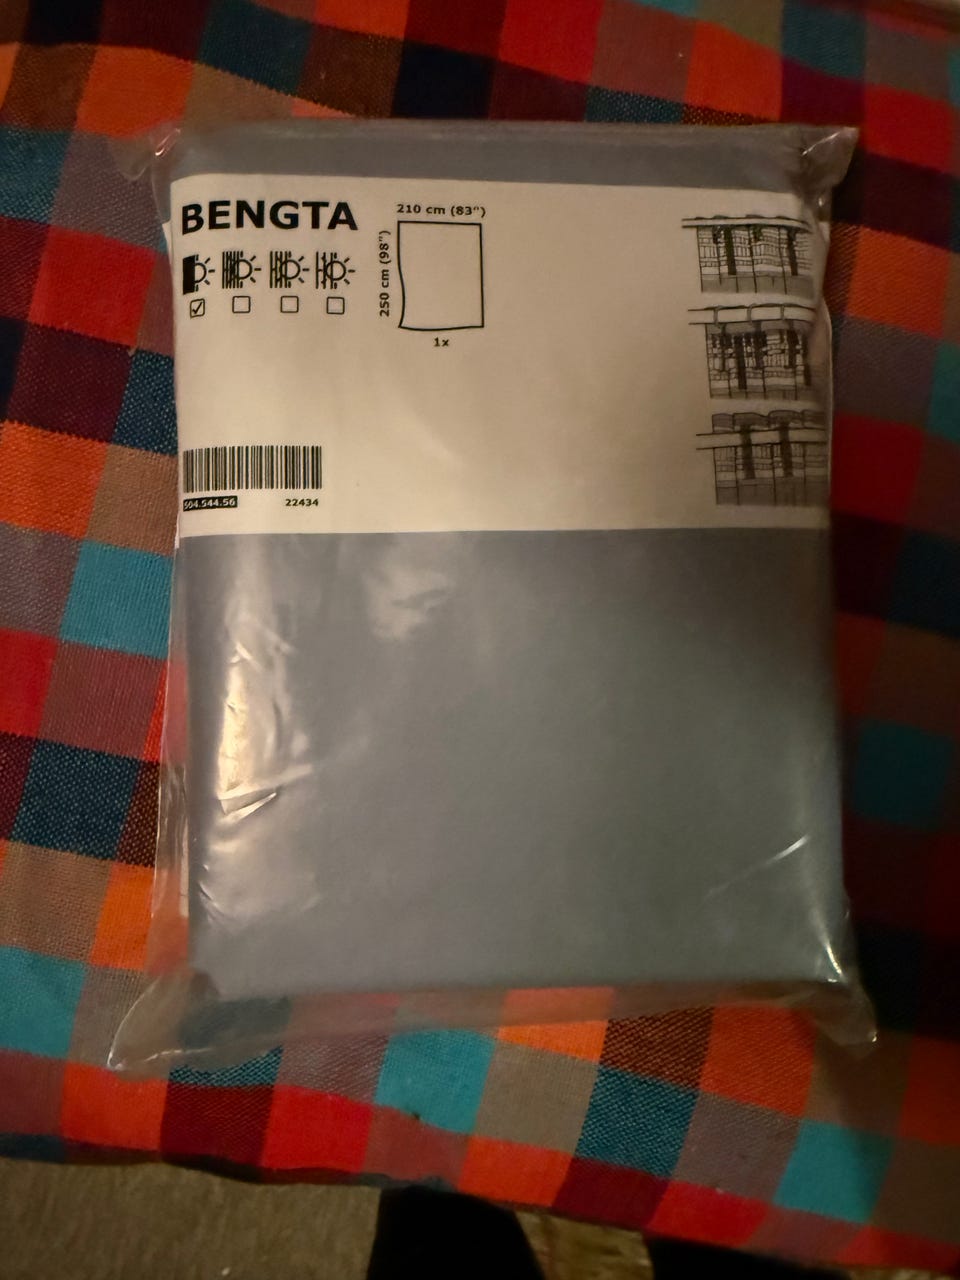 BENGTA
210 cm (83")
250 cm (98")
1x
504.544.56
22434